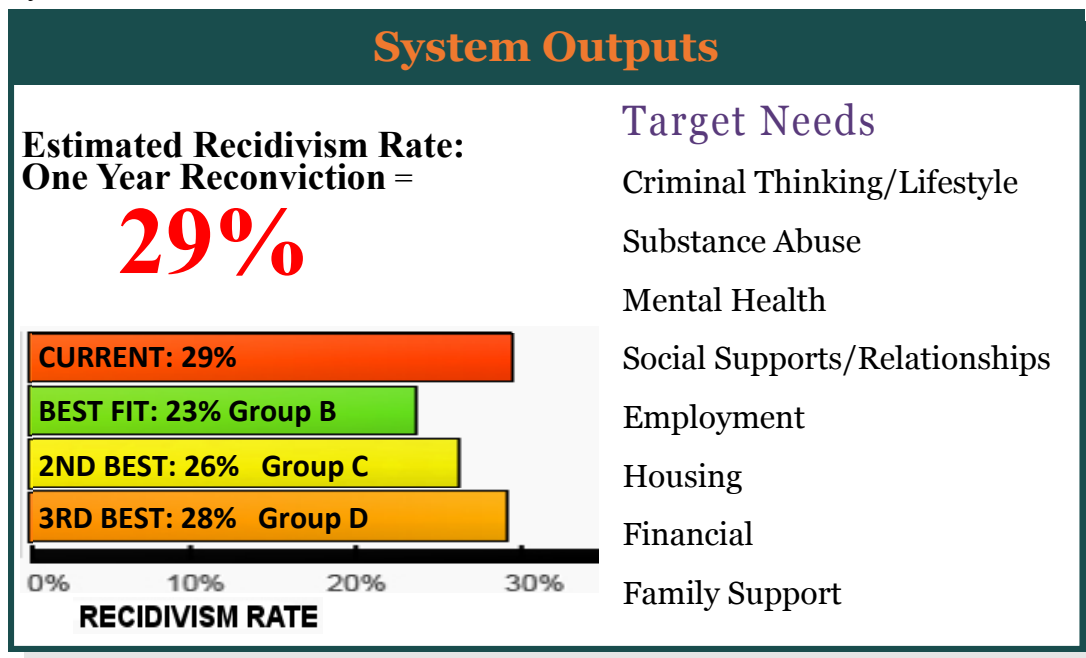 System Outputs
Estimated Recidivism Rate:
One Year Reconviction =
29%
CURRENT: 29%
BEST FIT: 23% Group B
2ND BEST: 26% Group C
3RD BEST: 28% Group D
0% 10% 20% 30%
RECIDIVISM RATE
Target Needs
Criminal Thinking/Lifestyle
Substance Abuse
Mental Health
Social Supports/Relationships
Employment
Housing
Financial
Family Support